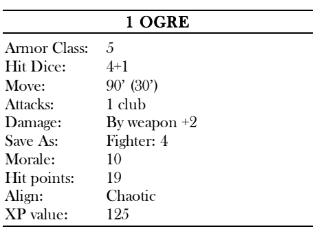 1 OGRE
Armor Class: 5
Hit Dice: 4+1
Move: 90’ (30’)
Attacks: 1 club
Damage: By weapon +2
Save As: Fighter: 4
Morale: 10
Hit points: 19
Align: Chaotic
XP value: 125